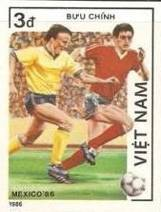 3đ
BƯU CHÍNH
VIỆT NAM
MEXICO'86
1986